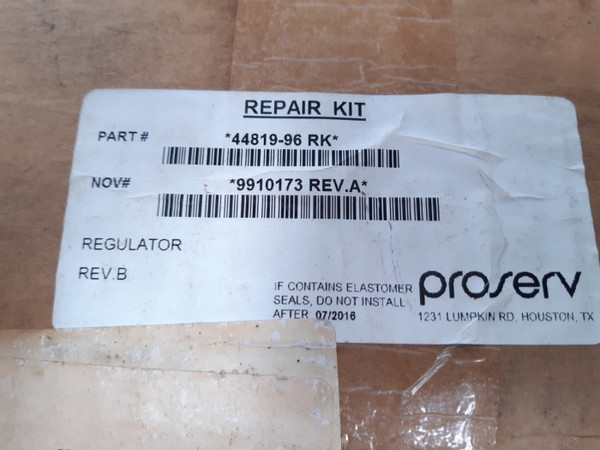 REPAIR KIT
PART # *44819-96 RK*
NOV# *9910173 REV.A*
REGULATOR
REV.B
IF CONTAINS ELASTOMER
SEALS, DO NOT INSTALL
AFTER 07/2016
proserv
1231 LUMPKIN RD, HOUSTON, TX